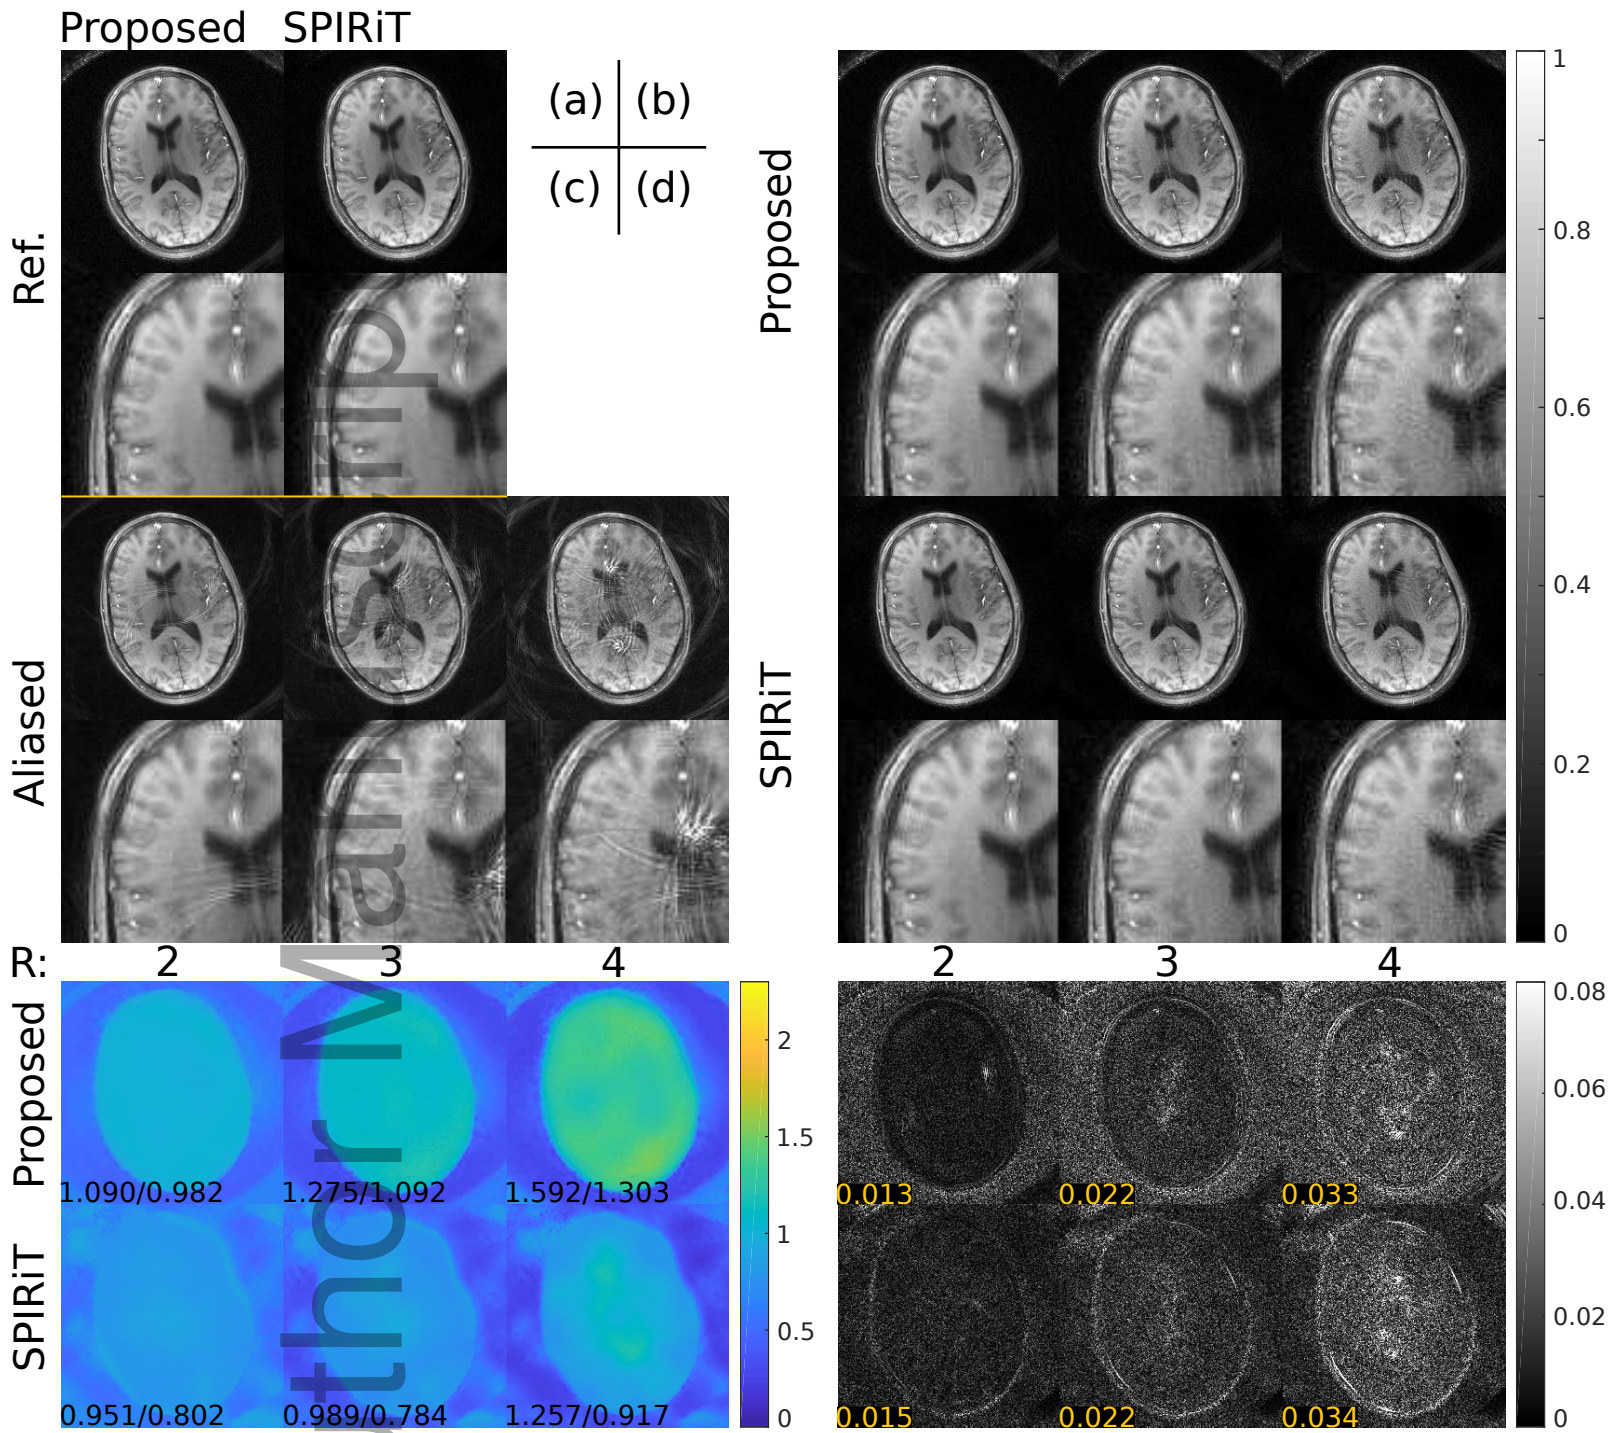 Proposed SPIRiT
(a) (b)
(c) (d)
Ref.
Aliased
Proposed
SPIRiT
1
0.8
0.6
0.4
0.2
0
R: 2 3 4
2 3 4
Proposed
1.090/0.982 1.275/1.092 1.592/1.303
SPIRiT
0.951/0.802 0.989/0.784 1.257/0.917
2
1.5
1
0.5
0
0.013 0.022 0.033
0.015 0.022 0.034
0.08
0.06
0.04
0.02
0
uthor Manuscrip